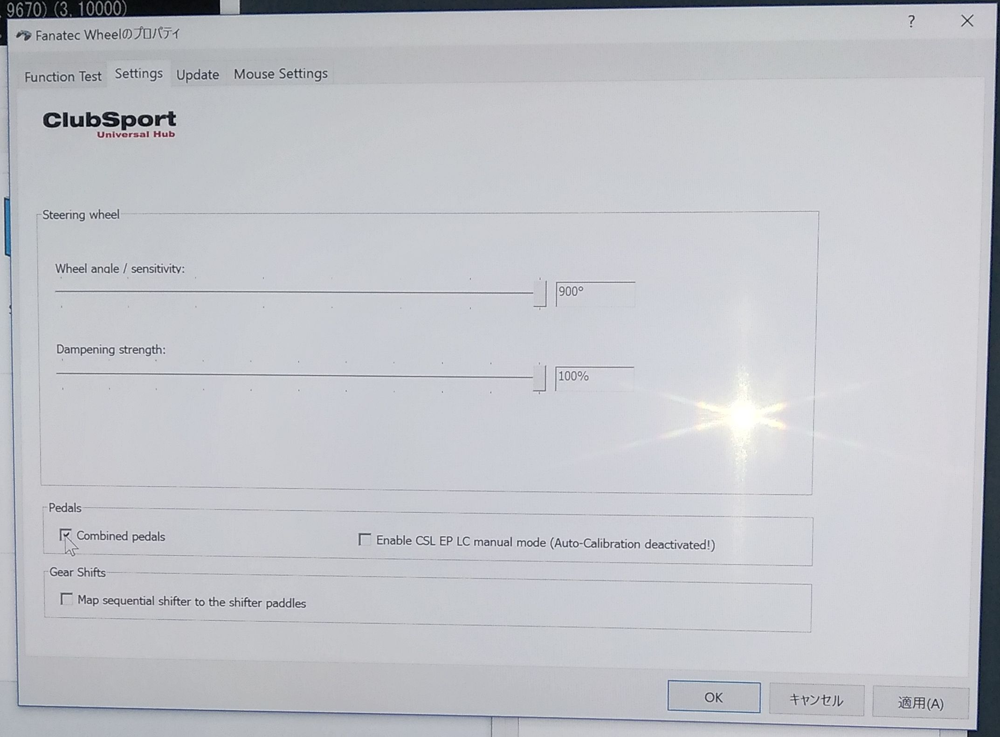 9670) (3, 10000)
Fanatec Wheelのプロパティ
Function Test Settings Update Mouse Settings
ClubSport
Universal Hub
Steering wheel
Wheel angle / sensitivity:
900°
Dampening strength:
100%
Pedals
Combined pedals
Enable CSL EP LC manual mode (Auto-Calibration deactivated!)
Gear Shifts
Map sequential shifter to the shifter paddles
OK キャンセル 適用(A)